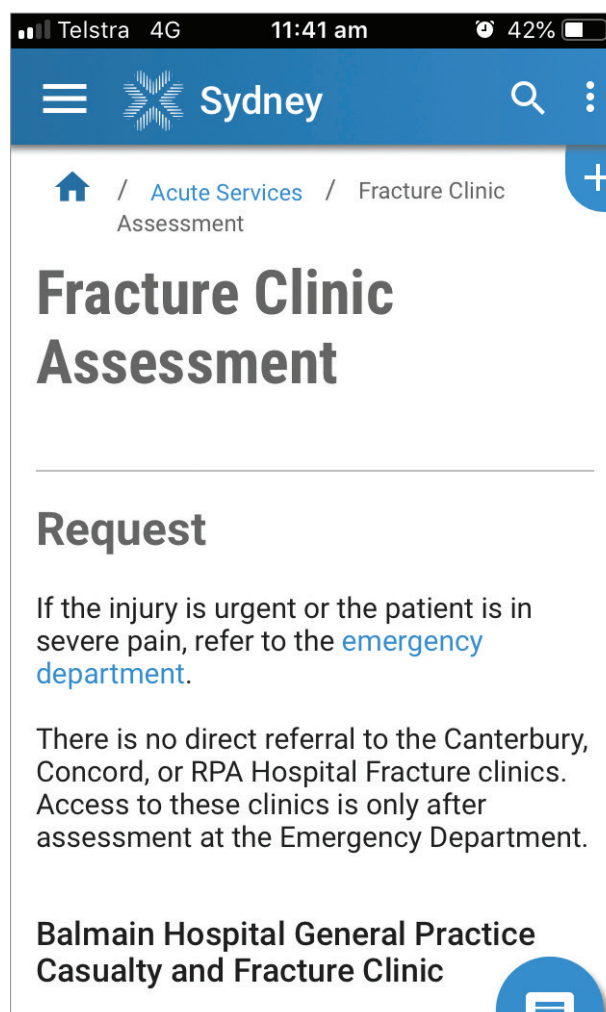 Telstra 4G 11:41 am 42%
Sydney
/ Acute Services / Fracture Clinic
Assessment
Fracture Clinic
Assessment
Request
If the injury is urgent or the patient is in
severe pain, refer to the emergency
department.
There is no direct referral to the Canterbury,
Concord, or RPA Hospital Fracture clinics.
Access to these clinics is only after
assessment at the Emergency Department.
Balmain Hospital General Practice
Casualty and Fracture Clinic